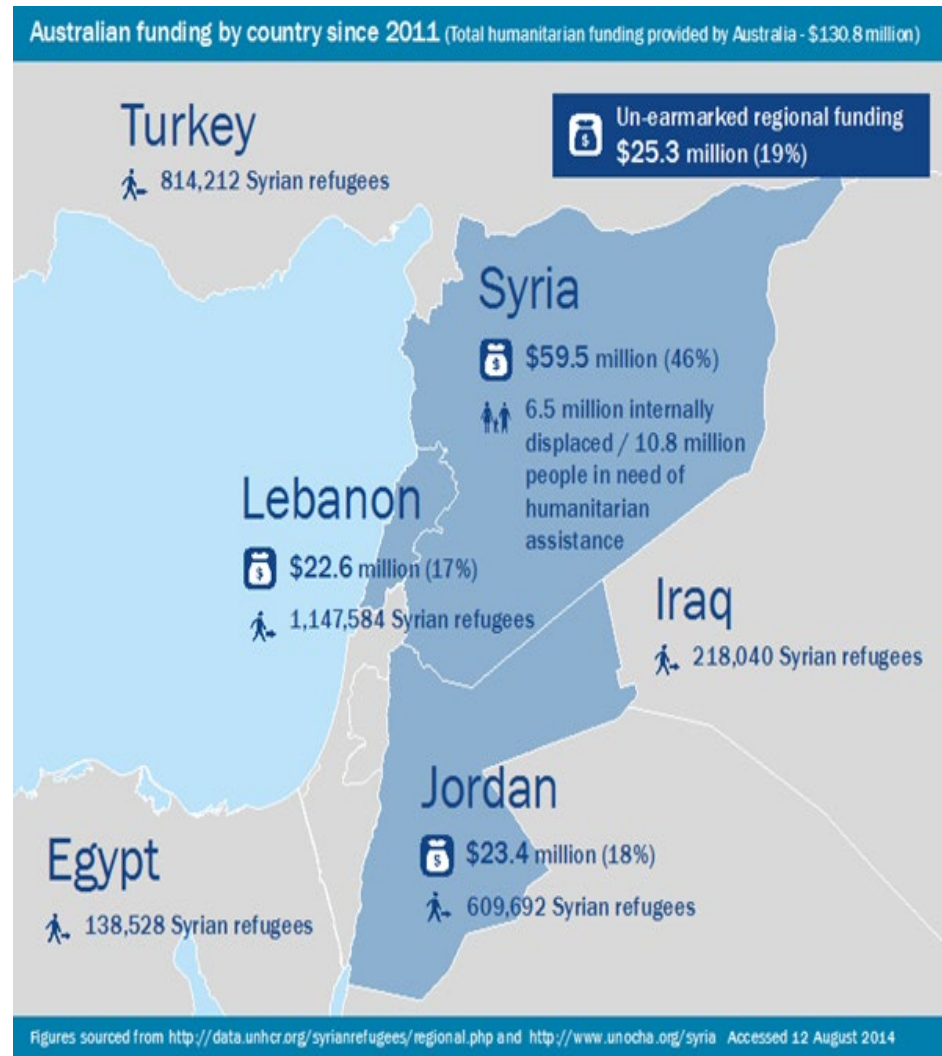 Australian funding by country since 2011 (Total humanitarian funding provided by Australia - $130.8 million)
Turkey
814,212 Syrian refugees
Un-earmarked regional funding
$25.3 million (19%)
Syria
$59.5 million (46%)
6.5 million internally
displaced / 10.8 million
people in need of
humanitarian
assistance
Lebanon
$22.6 million (17%)
1,147,584 Syrian refugees
Iraq
218,040 Syrian refugees
Jordan
$23.4 million (18%)
609,692 Syrian refugees
Egypt
138,528 Syrian refugees
Figures sourced from http://data.unhcr.org/syrianrefugees/regional.php and http://www.unocha.org/syria Accessed 12 August 2014